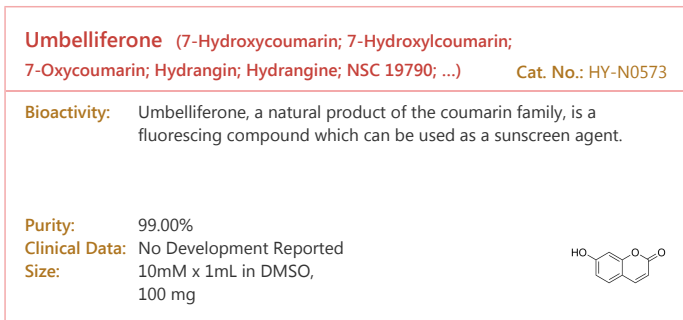 Umbelliferone (7-Hydroxycoumarin; 7-Hydroxylcoumarin;
7-Oxycoumarin; Hydrangin; Hydrangine; NSC 19790; ...) Cat. No.: HY-N0573
Bioactivity: Umbelliferone, a natural product of the coumarin family, is a
fluorescing compound which can be used as a sunscreen agent.
Purity: 99.00%
Clinical Data: No Development Reported
Size: 10mM x 1mL in DMSO,
100 mg
HO O O